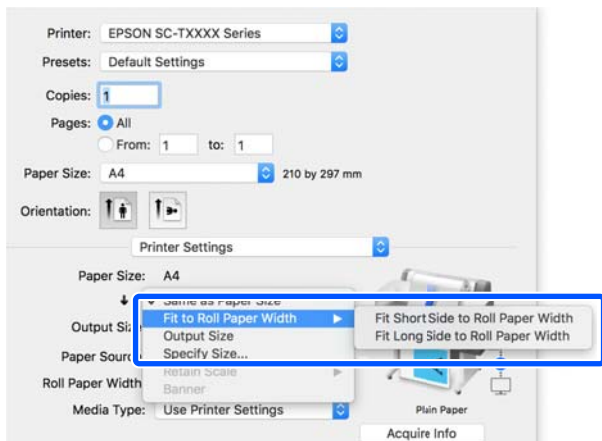 Printer: EPSON SC-TXXXX Series
Presets: Default Settings
Copies: 1
Pages: All
From: 1 to: 1
Paper Size: A4 210 by 297 mm
Orientation:
Printer Settings
Paper Size: A4
Same as Paper Size
Fit to Roll Paper Width
Fit Short Side to Roll Paper Width
Fit Long Side to Roll Paper Width
Output Size
Specify Size...
Paper
Retain Scale
Roll Paper Width
Banner
Media Type: Use Printer Settings
Plain Paper
Acquire Info